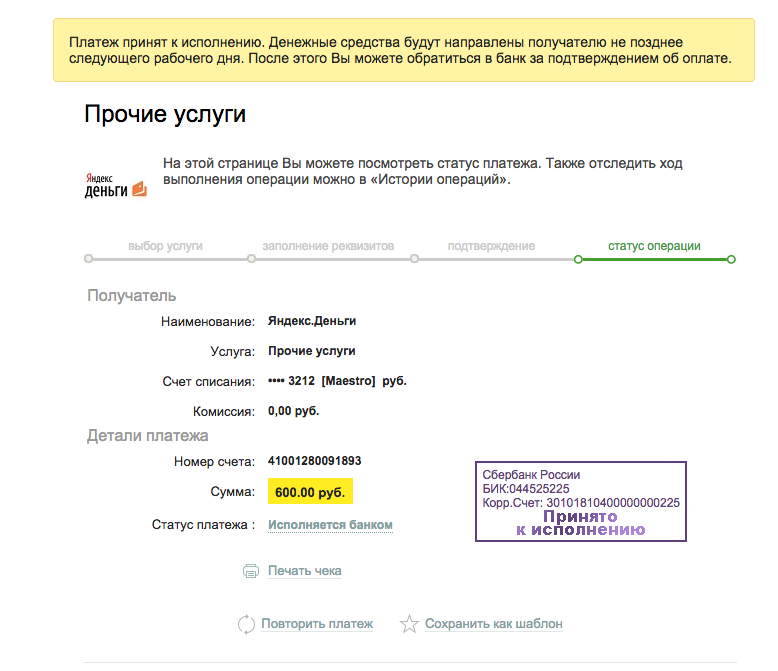 Платеж принят к исполнению. Денежные средства будут направлены получателю не позднее
следующего рабочего дня. После этого Вы можете обратиться в банк за подтверждением об оплате.
Прочие услуги
Яндекс
деньги
На этой странице Вы можете посмотреть статус платежа. Также отследить ход
выполнения операции можно в «Истории операций».
выбор услуги заполнение реквизитов подтверждение статус операции
Получатель
Наименование: Яндекс.Деньги
Услуга: Прочие услуги
Счет списания: •••• 3212 [Maestro] руб.
Комиссия: 0,00 руб.
Детали платежа
Номер счета: 41001280091893
Сумма: 600.00 руб.
Статус платежа : Исполняется банком
Сбербанк России
БИК:044525225
Корр.Счет: 30101810400000000225
Принято
к исполнению
Печать чека
Повторить платеж Сохранить как шаблон